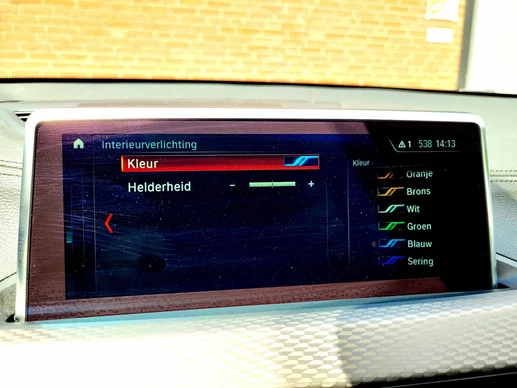 Interieurverlichting
1 538 14:13
Kleur
Helderheid - +
Kleur
Oranje
Brons
Wit
Groen
Blauw
Sering